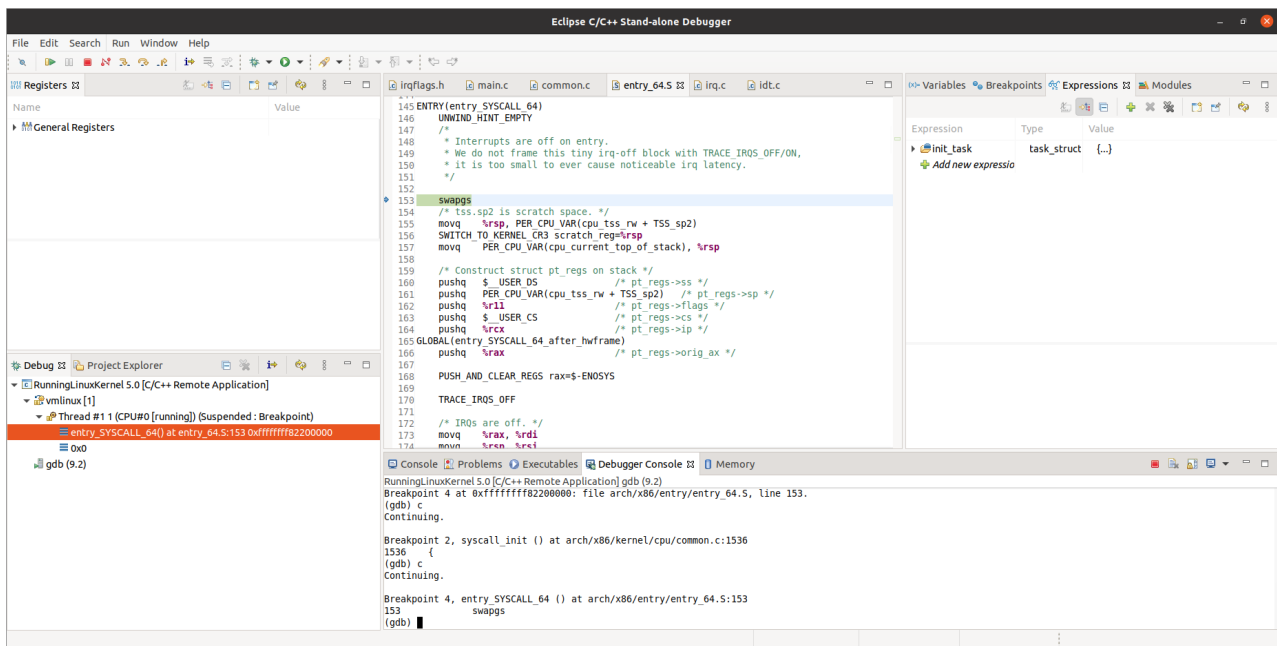 Eclipse C/C++ Stand-alone Debugger
File Edit Search Run Window Help
Registers
Name Value
General Registers
irqflags.h main.c common.c entry_64.S irq.c idt.c
145 ENTRY(entry_SYSCALL_64)
146 UNWIND_HINT_EMPTY
147 /*
148 * Interrupts are off on entry.
149 * We do not frame this tiny irq-off block with TRACE_IRQS_OFF/ON,
150 * it is too small to ever cause noticeable irq latency.
151 */
152
153 swapgs
154 /* tss.sp2 is scratch space. */
155 movq %rsp, PER_CPU_VAR(cpu_tss_rw + TSS_sp2)
156 SWITCH_TO_KERNEL_CR3 scratch_reg=%rsp
157 movq PER_CPU_VAR(cpu_current_top_of_stack), %rsp
158
159 /* Construct struct pt_regs on stack */
160 pushq $__USER_DS /* pt_regs->ss */
161 pushq PER_CPU_VAR(cpu_tss_rw + TSS_sp2) /* pt_regs->sp */
162 pushq %r11 /* pt_regs->flags */
163 pushq $__USER_CS /* pt_regs->cs */
164 pushq %rcx /* pt_regs->ip */
165 GLOBAL(entry_SYSCALL_64_after_hwframe)
166 pushq %rax /* pt_regs->orig_ax */
167
168 PUSH_AND_CLEAR_REGS rax=$-ENOSYS
169
170 TRACE_IRQS_OFF
171
172 /* IRQs are off. */
173 movq %rax, %rdi
174 movq %rsp, %rsi
Variables Breakpoints Expressions Modules
Expression Type Value
init_task task_struct {...}
Add new expressio
Debug Project Explorer
RunningLinuxKernel 5.0 [C/C++ Remote Application]
vmlinux [1]
Thread #1 1 (CPU#0 [running]) (Suspended : Breakpoint)
entry_SYSCALL_64() at entry_64.S:153 0xffffffff82200000
0x0
gdb (9.2)
Console Problems Executables Debugger Console Memory
RunningLinuxKernel 5.0 [C/C++ Remote Application] gdb (9.2)
Breakpoint 4 at 0xffffffff82200000: file arch/x86/entry/entry_64.S, line 153.
(gdb) c
Continuing.
Breakpoint 2, syscall_init () at arch/x86/kernel/cpu/common.c:1536
1536 {
(gdb) c
Continuing.
Breakpoint 4, entry_SYSCALL_64 () at arch/x86/entry/entry_64.S:153
153 swapgs
(gdb)